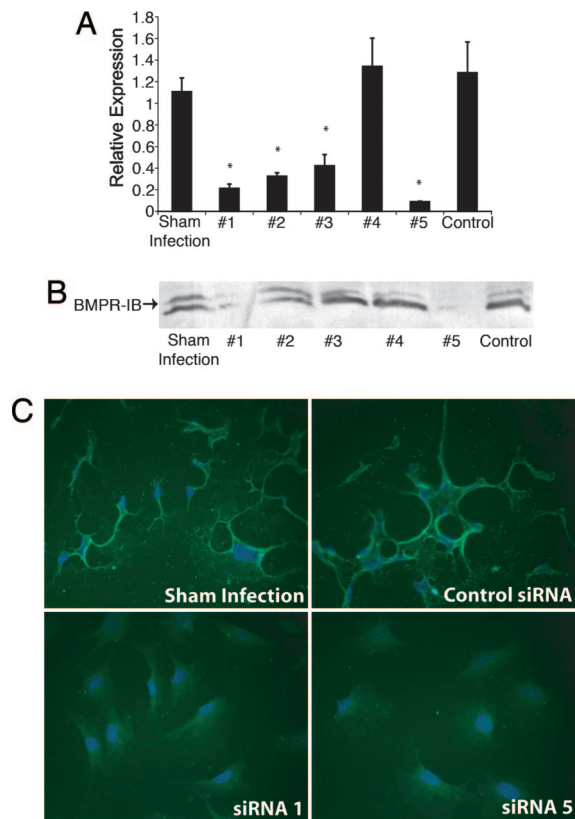 A
Relative Expression
1.8
1.6
1.4
1.2
1
0.8
0.6
0.4
0.2
0
* * * *
Sham Infection #1 #2 #3 #4 #5 Control
B
BMPR-IB→
Sham Infection #1 #2 #3 #4 #5 Control
C
Sham Infection
Control siRNA
siRNA 1
siRNA 5